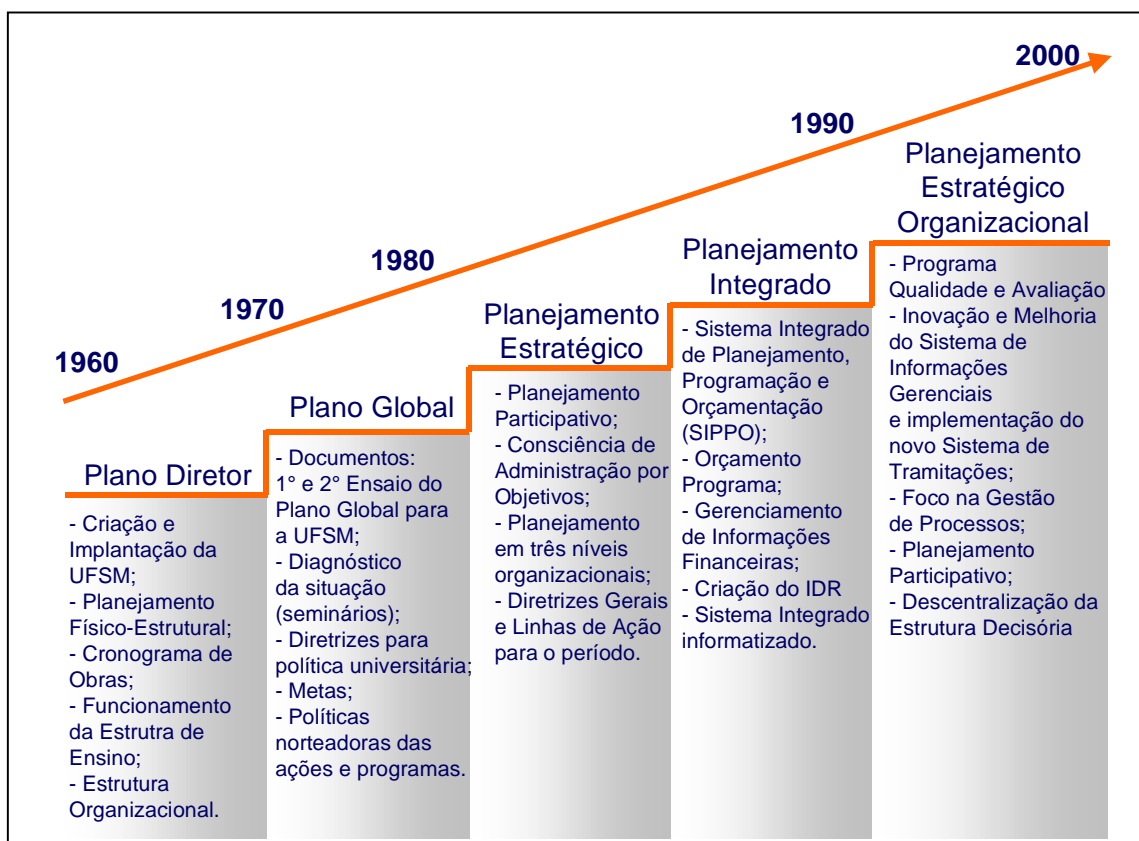 1960
1970
1980
1990
2000
Plano Diretor
- Criação e
Implantação da
UFSM;
- Planejamento
Físico-Estrutural;
- Cronograma de
Obras;
- Funcionamento
da Estrutra de
Ensino;
- Estrutura
Organizacional.
Plano Global
- Documentos:
1° e 2° Ensaio do
Plano Global para
a UFSM;
- Diagnóstico
da situação
(seminários);
- Diretrizes para
política universitária;
- Metas;
- Políticas
norteadoras das
ações e programas.
Planejamento
Estratégico
- Planejamento
Participativo;
- Consciência de
Administração por
Objetivos;
- Planejamento
em três níveis
organizacionais;
- Diretrizes Gerais
e Linhas de Ação
para o período.
Planejamento
Integrado
- Sistema Integrado
de Planejamento,
Programação e
Orçamentação
(SIPPO);
- Orçamento
Programa;
- Gerenciamento
de Informações
Financeiras;
- Criação do IDR
- Sistema Integrado
informatizado.
Planejamento
Estratégico
Organizacional
- Programa
Qualidade e Avaliação
- Inovação e Melhoria
do Sistema de
Informações
Gerenciais
e implementação do
novo Sistema de
Tramitações;
- Foco na Gestão
de Processos;
- Planejamento
Participativo;
- Descentralização da
Estrutura Decisória